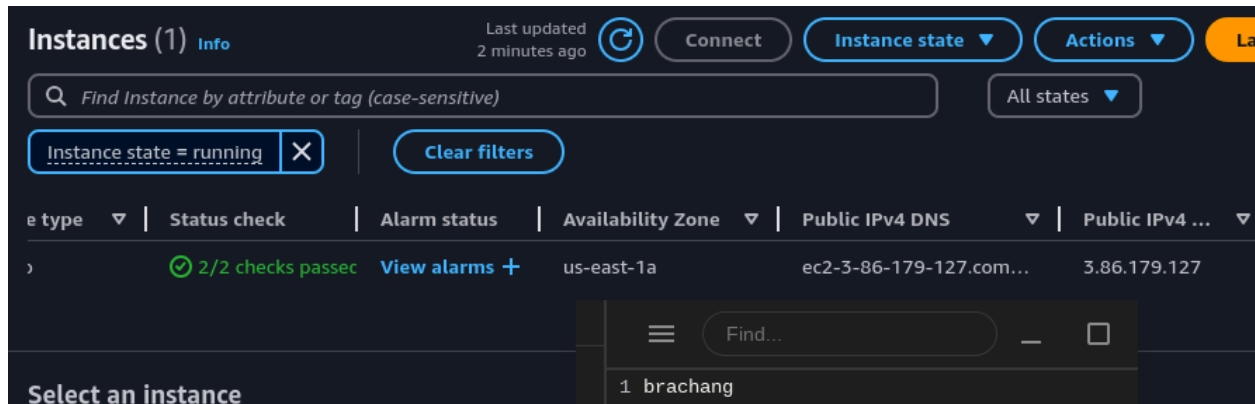 Instances (1) Info
Last updated
2 minutes ago
Connect
Instance state
Actions
La
Find Instance by attribute or tag (case-sensitive)
All states
Instance state = running
Clear filters
e type Status check Alarm status Availability Zone Public IPv4 DNS Public IPv4 ...
2/2 checks passec View alarms + us-east-1a ec2-3-86-179-127.com... 3.86.179.127
Find...
1 brachang
Select an instance